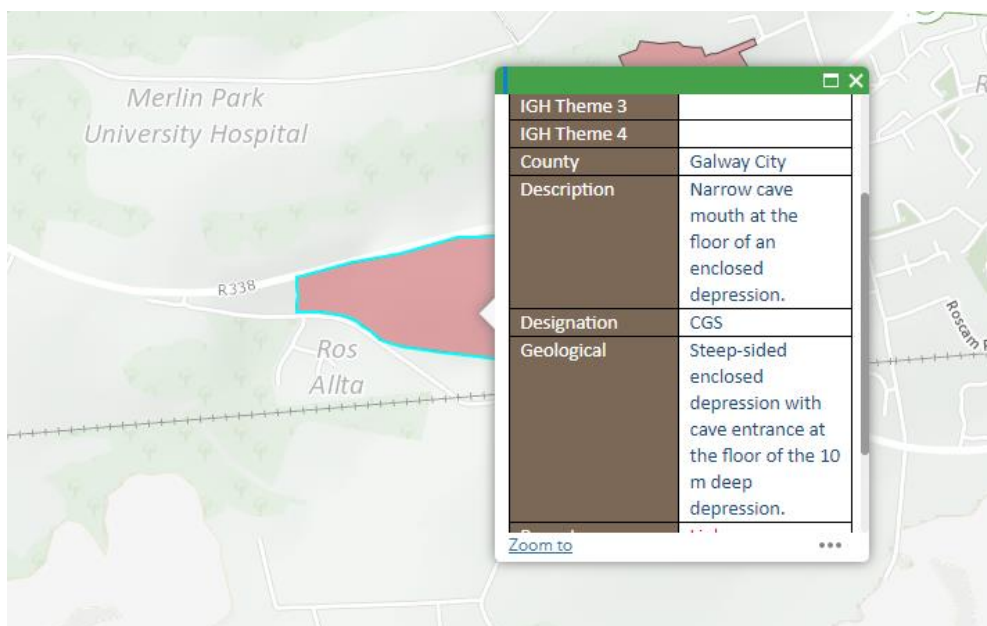 Merlin Park
University Hospital
R338
Ros
Allta
Roscam
R
IGH Theme 3
IGH Theme 4
County Galway City
Description Narrow cave
mouth at the
floor of an
enclosed
depression.
Designation CGS
Geological Steep-sided
enclosed
depression with
cave entrance at
the floor of the 10
m deep
depression.
Zoom to